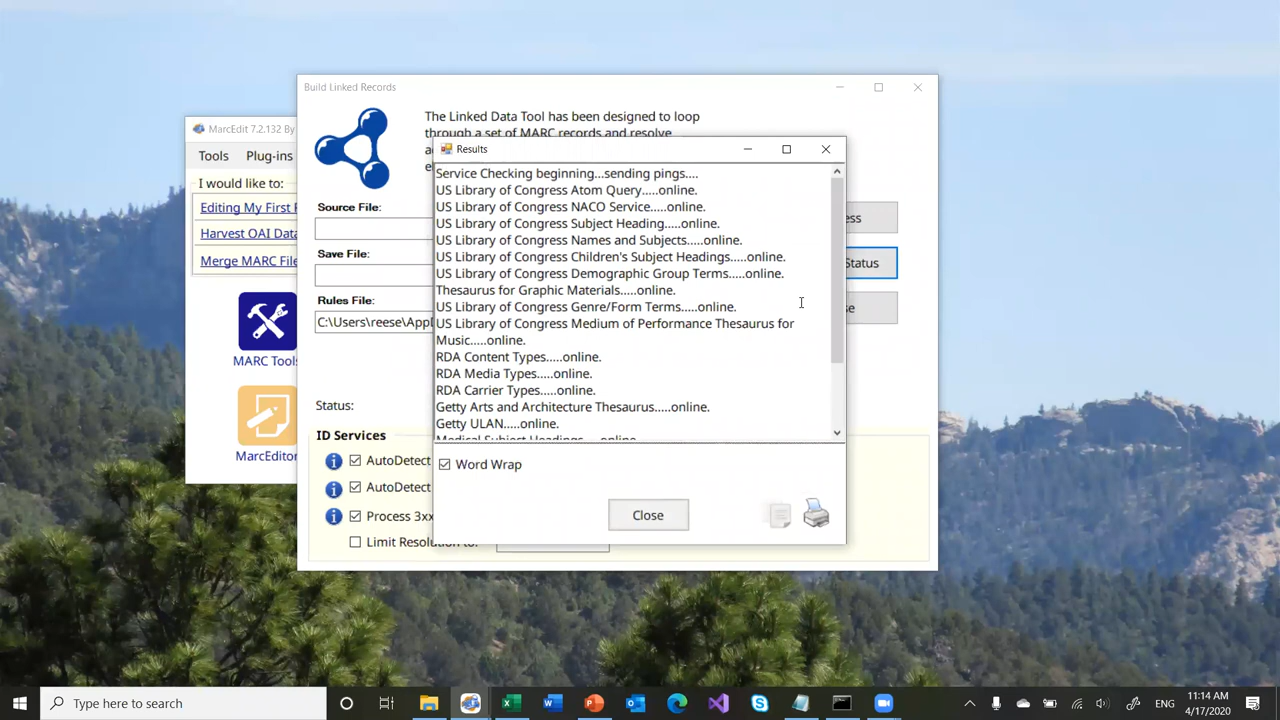 Build Linked Records
The Linked Data Tool has been designed to loop
through a set of MARC records and resolve
MarcEdit 7.2.132 By
Tools Plug-ins
I would like to:
Editing My First
Harvest OAI Data
Merge MARC File
MARC Tools
MarcEditor
Source File:
Save File:
Rules File:
C:\Users\reese\AppD
Status:
ID Services
AutoDetect
AutoDetect
Process 3xx
Limit Resolution to:
Status
Results
Service Checking beginning...sending pings....
US Library of Congress Atom Query.....online.
US Library of Congress NACO Service.....online.
US Library of Congress Subject Heading.....online.
US Library of Congress Names and Subjects.....online.
US Library of Congress Children's Subject Headings.....online.
US Library of Congress Demographic Group Terms.....online.
Thesaurus for Graphic Materials.....online.
US Library of Congress Genre/Form Terms.....online.
US Library of Congress Medium of Performance Thesaurus for
Music.....online.
RDA Content Types.....online.
RDA Media Types.....online.
RDA Carrier Types.....online.
Getty Arts and Architecture Thesaurus.....online.
Getty ULAN.....online.
Medical Subject Headings.....online.
Word Wrap
Close
Type here to search
ENG
11:14 AM
4/17/2020